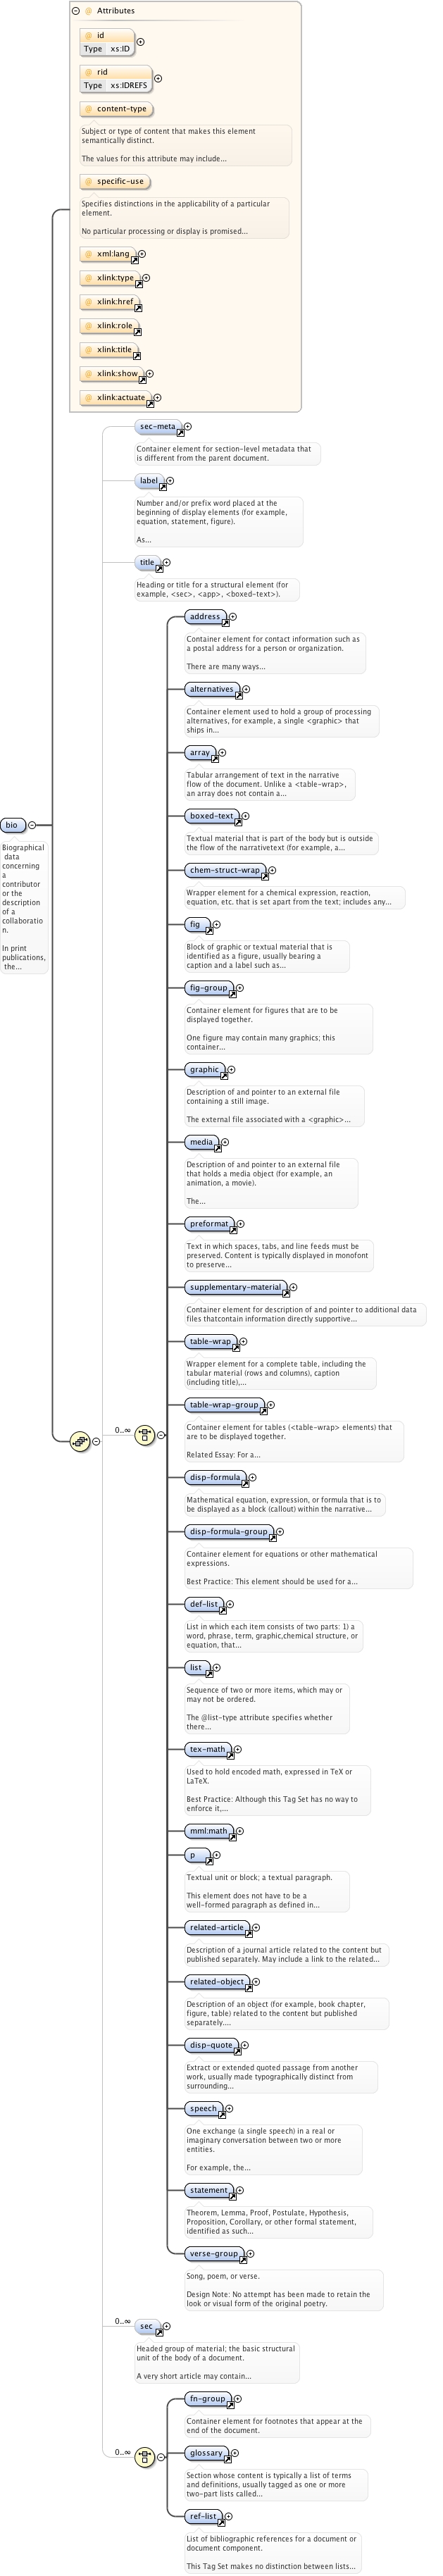 Attributes
id
Type xs:ID
rid
Type xs:IDREFS
content-type
Subject or type of content that makes this element
semantically distinct.
The values for this attribute may include...
specific-use
Specifies distinctions in the applicability of a particular
element.
No particular processing or display is promised...
xml:lang
xlink:type
xlink:href
xlink:role
xlink:title
xlink:show
xlink:actuate
sec-meta
Container element for section-level metadata that
is different from the parent document.
label
Number and/or prefix word placed at the
beginning of display elements (for example,
equation, statement, figure).
As...
title
Heading or title for a structural element (for
example, <sec>, <app>, <boxed-text>).
address
Container element for contact information such as
a postal address for a person or organization.
There are many ways...
alternatives
Container element used to hold a group of processing
alternatives, for example, a single <graphic> that
ships in...
array
Tabular arrangement of text in the narrative
flow of the document. Unlike a <table-wrap>,
an array does not contain a...
boxed-text
Textual material that is part of the body but is outside
the flow of the narrativetext (for example, a...
bio
Biographical
data
concerning
a
contributor
or the
description
of a
collaboratio
n.
In print
publications,
the...
chem-struct-wrap
Wrapper element for a chemical expression, reaction,
equation, etc. that is set apart from the text; includes any...
fig
Block of graphic or textual material that is
identified as a figure, usually bearing a
caption and a label such as...
fig-group
Container element for figures that are to be
displayed together.
One figure may contain many graphics; this
container...
graphic
Description of and pointer to an external file
containing a still image.
The external file associated with a <graphic>...
media
Description of and pointer to an external file
that holds a media object (for example, an
animation, a movie).
The...
preformat
Text in which spaces, tabs, and line feeds must be
preserved. Content is typically displayed in monofont
to preserve...
supplementary-material
Container element for description of and pointer to additional data
files thatcontain information directly supportive...
table-wrap
Wrapper element for a complete table, including the
tabular material (rows and columns), caption
(including title),...
table-wrap-group
Container element for tables (<table-wrap> elements) that
are to be displayed together.
Related Essay: For a...
0..∞
disp-formula
Mathematical equation, expression, or formula that is to
be displayed as a block (callout) within the narrative...
disp-formula-group
Container element for equations or other mathematical
expressions.
Best Practice: This element should be used for a...
def-list
List in which each item consists of two parts: 1) a
word, phrase, term, graphic,chemical structure, or
equation, that...
list
Sequence of two or more items, which may or
may not be ordered.
The @list-type attribute specifies whether
there...
tex-math
Used to hold encoded math, expressed in TeX or
LaTeX.
Best Practice: Although this Tag Set has no way to
enforce it,...
mml:math
p
Textual unit or block; a textual paragraph.
This element does not have to be a
well-formed paragraph as defined in...
related-article
Description of a journal article related to the content but
published separately. May include a link to the related...
related-object
Description of an object (for example, book chapter,
figure, table) related to the content but published
separately....
disp-quote
Extract or extended quoted passage from another
work, usually made typographically distinct from
surrounding...
speech
One exchange (a single speech) in a real or
imaginary conversation between two or more
entities.
For example, the...
statement
Theorem, Lemma, Proof, Postulate, Hypothesis,
Proposition, Corollary, or other formal statement,
identified as such...
verse-group
Song, poem, or verse.
Design Note: No attempt has been made to retain the
look or visual form of the original poetry.
0..∞
sec
Headed group of material; the basic structural
unit of the body of a document.
A very short article may contain...
fn-group
Container element for footnotes that appear at the
end of the document.
0..∞
glossary
Section whose content is typically a list of terms
and definitions, usually tagged as one or more
two-part lists called...
ref-list
List of bibliographic references for a document or
document component.
This Tag Set makes no distinction between lists...